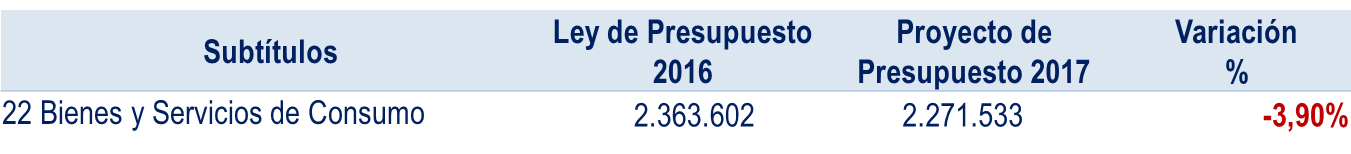 Subtítulos Ley de Presupuesto 2016 Proyecto de Presupuesto 2017 Variación %
22 Bienes y Servicios de Consumo 2.363.602 2.271.533 -3,90%